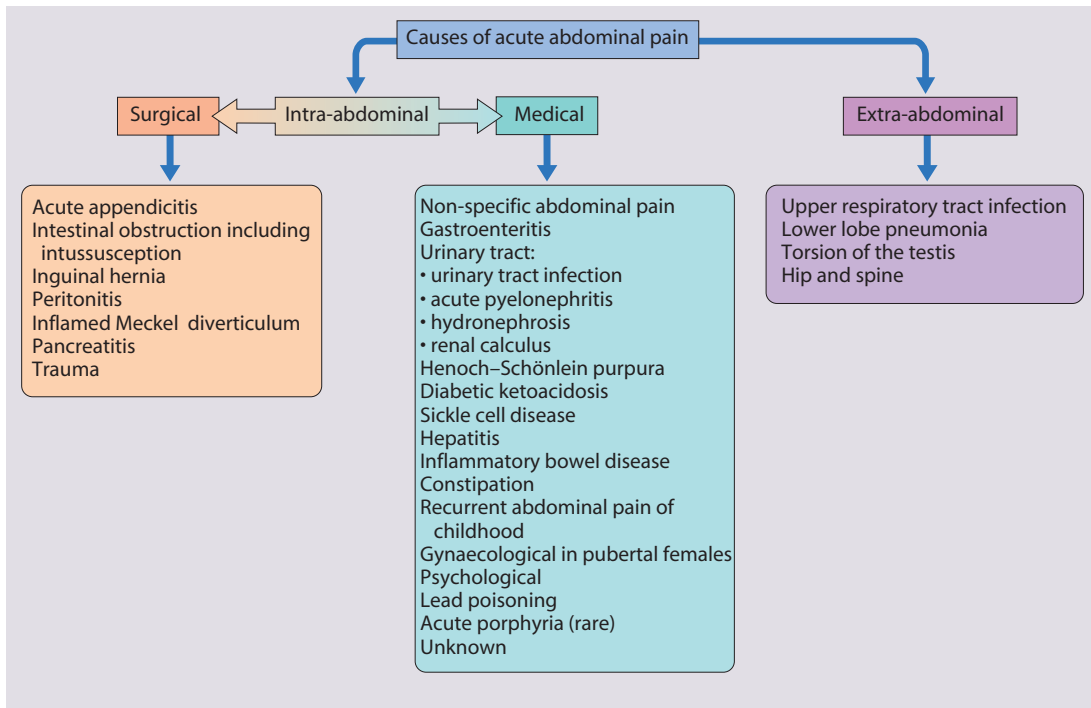 Causes of acute abdominal pain
Surgical
Intra-abdominal
Medical
Extra-abdominal
Acute appendicitis
Intestinal obstruction including
intussusception
Inguinal hernia
Peritonitis
Inflamed Meckel diverticulum
Pancreatitis
Trauma
Non-specific abdominal pain
Gastroenteritis
Urinary tract:
• urinary tract infection
• acute pyelonephritis
• hydronephrosis
• renal calculus
Henoch–Schönlein purpura
Diabetic ketoacidosis
Sickle cell disease
Hepatitis
Inflammatory bowel disease
Constipation
Recurrent abdominal pain of
childhood
Gynaecological in pubertal females
Psychological
Lead poisoning
Acute porphyria (rare)
Unknown
Upper respiratory tract infection
Lower lobe pneumonia
Torsion of the testis
Hip and spine